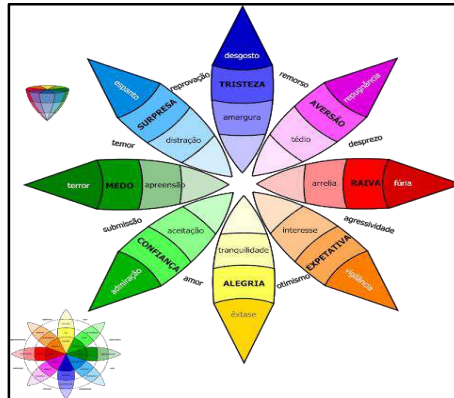 desgosto
TRISTEZA
amergura
reprovação
remorso
espanto
SURPRESA
distração
repugnância
AVERSÃO
tédio
temor
desprezo
terror
MEDO
apreensão
arrelia
RAIVA
fúria
submissão
agressividade
aceitação
CONFIANÇA
admiração
interesse
EXPETATIVA
vigilância
amor
otimismo
tranquilidade
ALEGRIA
êxtase